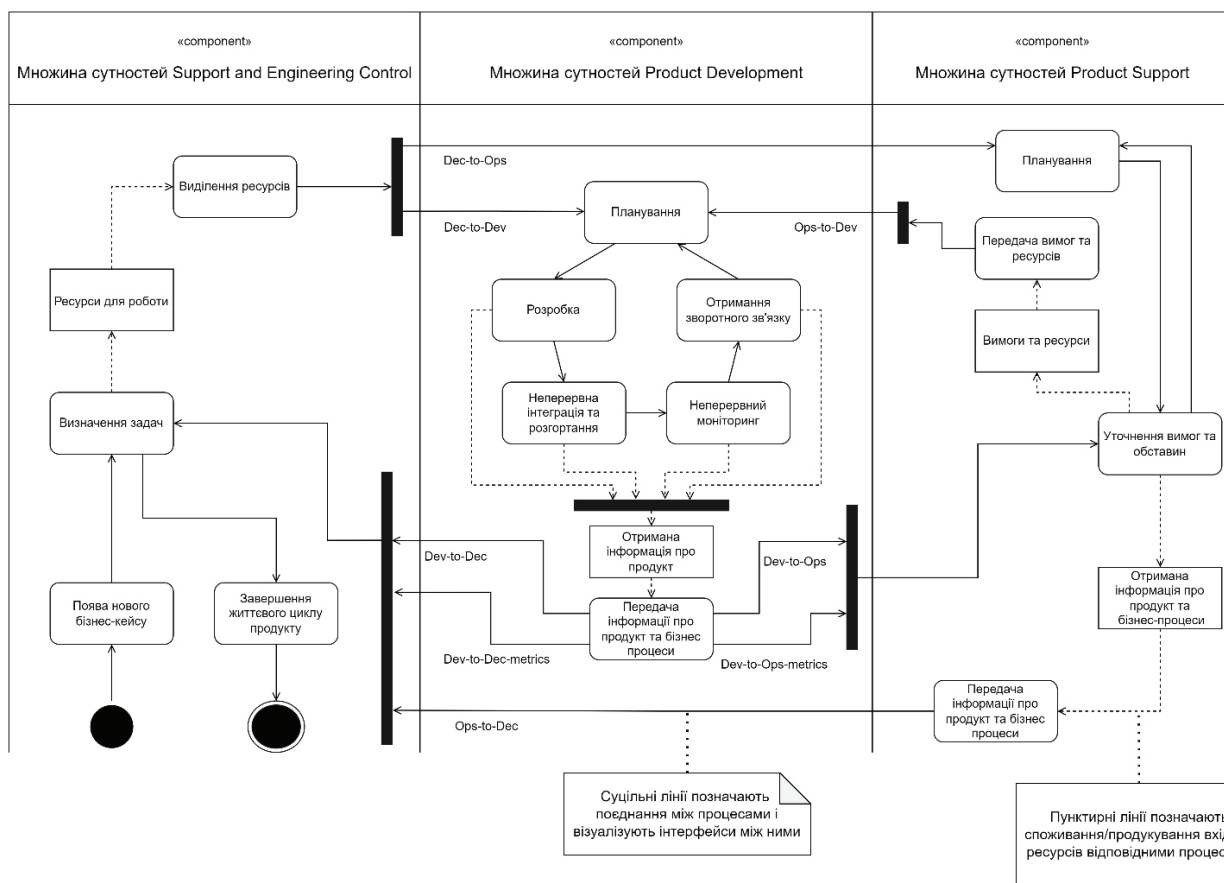 «component»
Множина сутностей Support and Engineering Control
«component»
Множина сутностей Product Development
«component»
Множина сутностей Product Support
Виділення ресурсів
Ресурси для роботи
Визначення задач
Поява нового
бізнес-кейсу
Завершення
життєвого циклу
продукту
Dec-to-Ops
Dec-to-Dev
Планування
Ops-to-Dev
Розробка
Отримання
зворотного зв'язку
Неперервна
інтеграція та
розгортання
Неперервний
моніторинг
Отримана
інформація про
продукт
Dev-to-Dec
Dev-to-Ops
Передача
інформації про
продукт та бізнес
процеси
Dev-to-Dec-metrics
Dev-to-Ops-metrics
Ops-to-Dec
Планування
Передача вимог та
ресурсів
Вимоги та ресурси
Уточнення вимог та
обставин
Отримана
інформація про
продукт та
бізнес-процеси
Передача
інформації про
продукт та бізнес
процеси
Суцільні лінії позначають
поєднання між процесами і
візуалізують інтерфейси між ними
Пунктирні лінії позначають
споживання/продукування
ресурсів відповідними